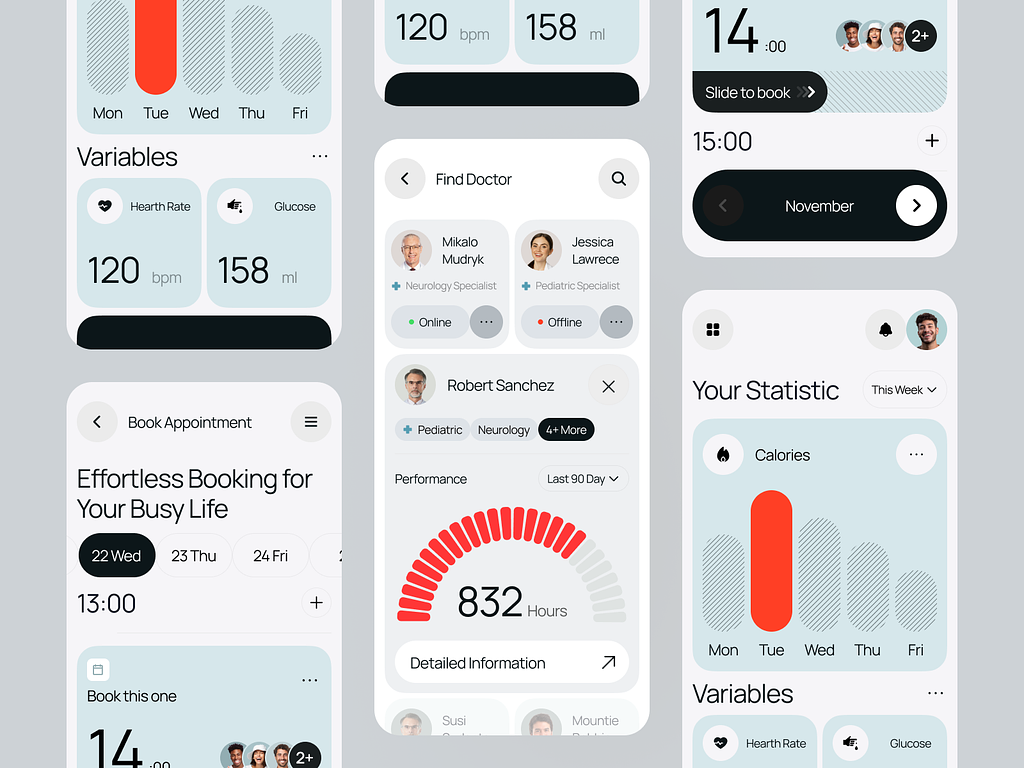 Mon Tue Wed Thu Fri
Variables
Hearth Rate
Glucose
120 bpm
158 ml
Book Appointment
Effortless Booking for
Your Busy Life
22 Wed
23 Thu
24 Fri
13:00
Book this one
14 :00
2+
120 bpm
158 ml
Find Doctor
Mikalo
Mudryk
Neurology Specialist
Online
Jessica
Lawrece
Pediatric Specialist
Offline
Robert Sanchez
Pediatric
Neurology
4+ More
Performance
Last 90 Day
832 Hours
Detailed Information
Susi
Mountie
14 :00
2+
Slide to book
15:00
November
Your Statistic
This Week
Calories
Mon Tue Wed Thu Fri
Variables
Hearth Rate
Glucose